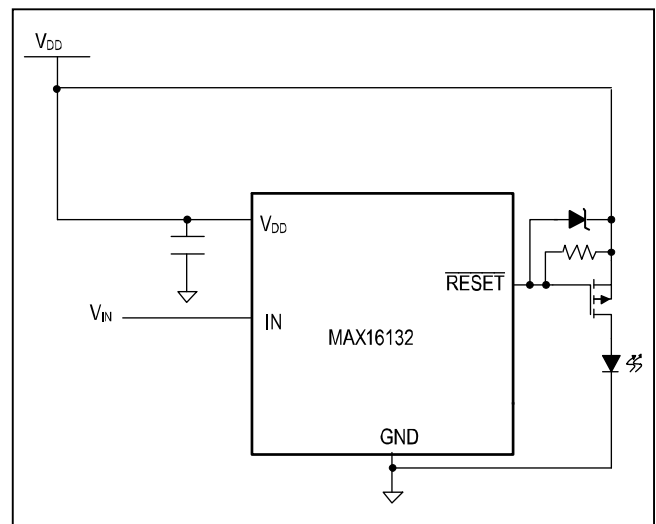 VDD
VDD
RESET
VIN
IN
MAX16132
GND